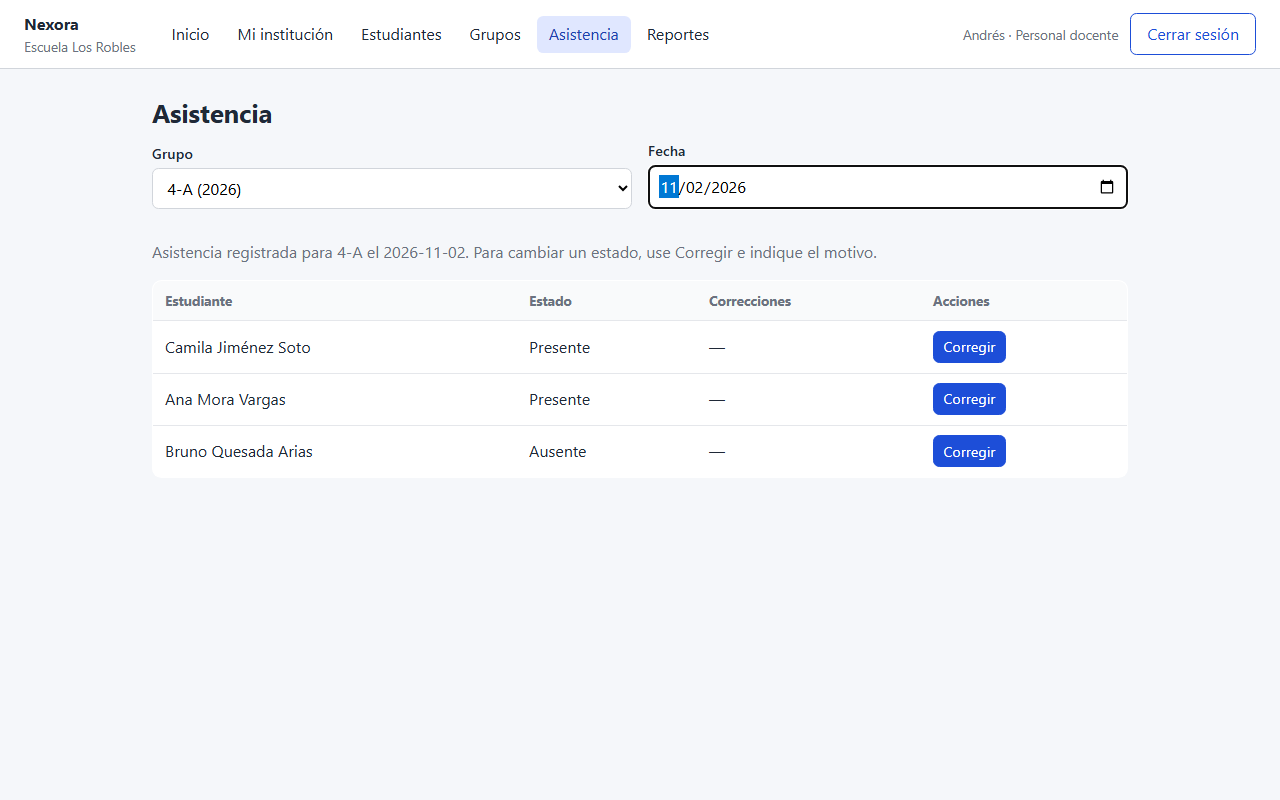 Nexora
Escuela Los Robles
Inicio
Mi institución
Estudiantes
Grupos
Asistencia
Reportes
Andrés · Personal docente
Cerrar sesión
Asistencia
Grupo
4-A (2026)
Fecha
11/02/2026
Asistencia registrada para 4-A el 2026-11-02. Para cambiar un estado, use Corregir e indique el motivo.
Estudiante Estado Correcciones Acciones
Camila Jiménez Soto Presente — Corregir
Ana Mora Vargas Presente — Corregir
Bruno Quesada Arias Ausente — Corregir